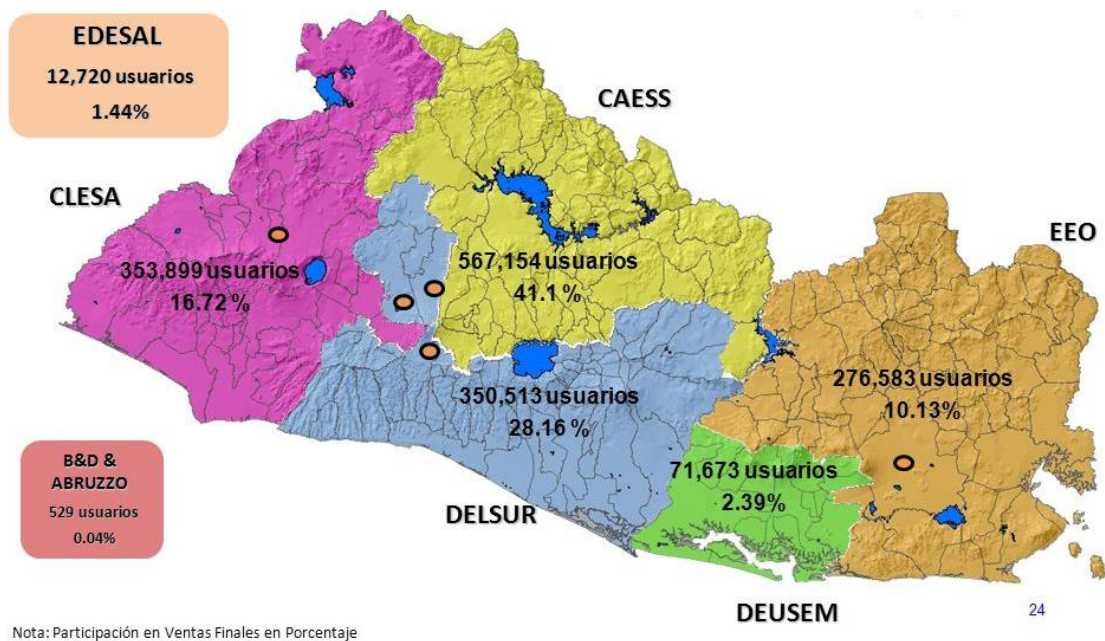 EDESAL
12,720 usuarios
1.44%
CAESS
CLESA
EEO
353,899 usuarios
16.72 %
567,154 usuarios
41.1 %
276,583 usuarios
10.13%
350,513 usuarios
28.16 %
B&D &
ABRUZZO
529 usuarios
0.04%
71,673 usuarios
2.39%
DELSUR
DEUSEM
24
Nota: Participación en Ventas Finales en Porcentaje